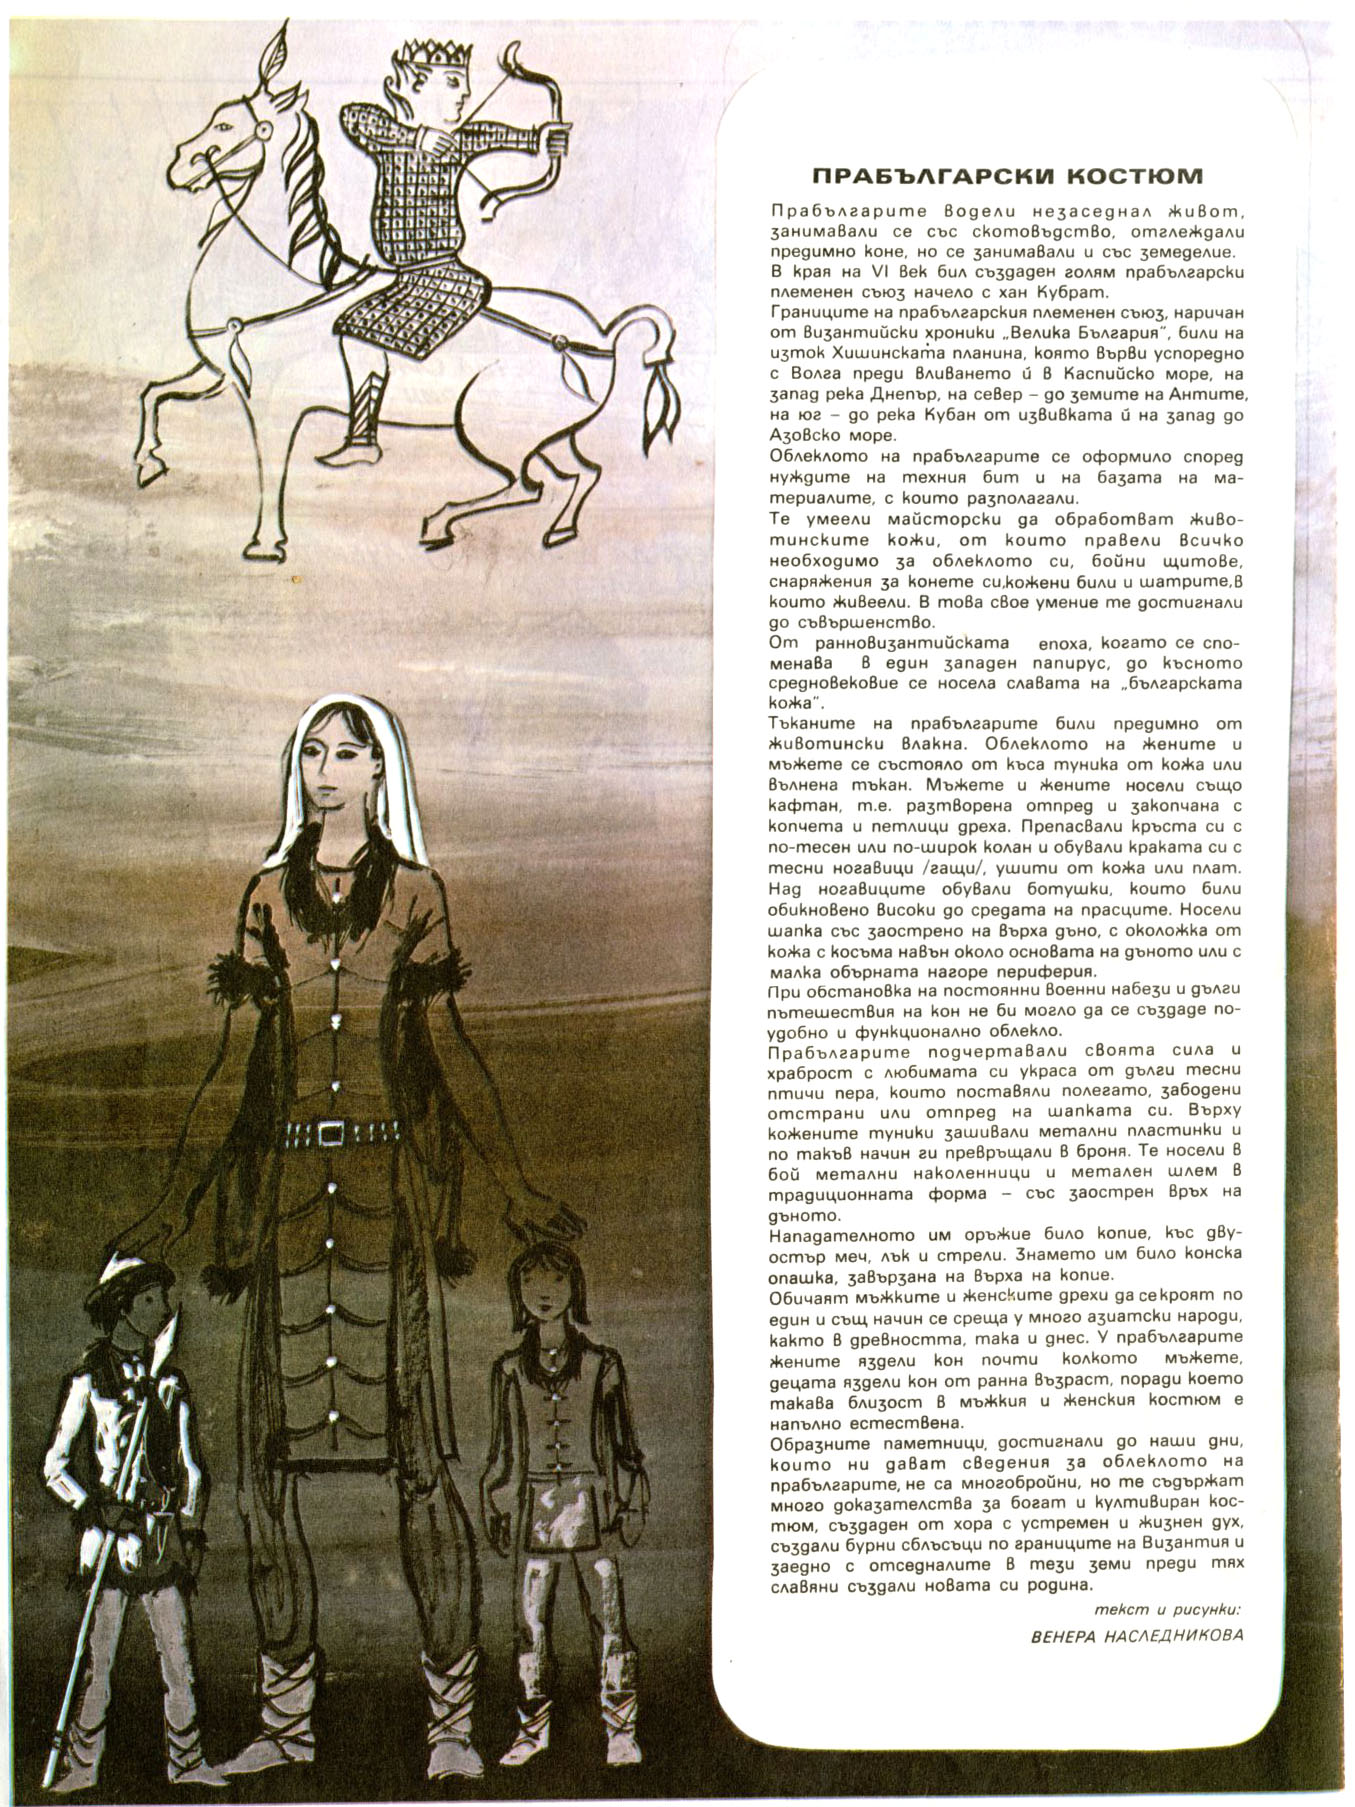 ПРАБЪЛГАРСКИ КОСТЮМ
Прабългарите водели незаседнал живот,
занимавали се със скотовъдство, отглеждали
предимно коне, но се занимавали и със земеделие.
В края на VI век бил създаден голям прабългарски
племенен съюз начело с хан Кубрат.
Границите на прабългарския племенен съюз, наричан
от византийски хроники „Велика България“, били на
изток Хишинската планина, която върви успоредно
с Волга преди вливането ѝ в Каспийско море, на
запад река Днепър, на север – до земите на Антите,
на юг – до река Кубан от извивката ѝ на запад до
Азовско море.
Облеклото на прабългарите се оформило според
нуждите на техния бит и на базата на ма-
териалите, с които разполагали.
Те умеели майсторски да обработват живо-
тинските кожи, от които правели всичко
необходимо за облеклото си, бойни щитове,
снаряжения за конете си,кожени били и шатрите,в
които живеели. В това свое умение те достигнали
до съвършенство.
От ранновизантийската епоха, когато се спо-
менава в един западен папирус, до късното
средновековие се носела славата на „българската
кожа“.
Тъканите на прабългарите били предимно от
животински влакна. Облеклото на жените и
мъжете се състояло от къса туника от кожа или
вълнена тъкан. Мъжете и жените носели също
кафтан, т.е. разтворена отпред и закопчана с
копчета и петлици дреха. Препасвали кръста си с
по-тесен или по-широк колан и обували краката си с
тесни ногавици /гащи/, ушити от кожа или плат.
Над ногавиците обували ботушки, които били
обикновено високи до средата на прасците. Носели
шапка със заострено на върха дъно, с околожка от
кожа с косъма навън около основата на дъното или с
малка обърната нагоре периферия.
При обстановка на постоянни военни набези и дълги
пътешествия на кон не би могло да се създаде по-
удобно и функционално облекло.
Прабългарите подчертавали своята сила и
храброст с любимата си украса от дълги тесни
птичи пера, които поставяли полегато, забодени
отстрани или отпред на шапката си. Върху
кожените туники зашивали метални пластинки и
по такъв начин ги превръщали в броня. Те носели в
бой метални наколенници и метален шлем в
традиционната форма – със заострен връх на
дъното.
Нападателното им оръжие било копие, къс дву-
остър меч, лък и стрели. Знамето им било конска
опашка, завързана на върха на копие.
Обичаят мъжките и женските дрехи да се кроят по
един и същ начин се среща у много азиатски народи,
както в древността, така и днес. У прабългарите
жените яздели кон почти колкото мъжете,
децата яздели кон от ранна възраст, поради което
такава близост в мъжкия и женския костюм е
напълно естествена.
Образните паметници, достигнали до наши дни,
които ни дават сведения за облеклото на
прабългарите, не са многобройни, но те съдържат
много доказателства за богат и култивиран кос-
тюм, създаден от хора с устремен и жизнен дух,
създали бурни сблъсъци по границите на Византия и
заедно с отседналите в тези земи преди тях
славяни създали новата си родина.
текст и рисунки:
ВЕНЕРА НАСЛЕДНИКОВА